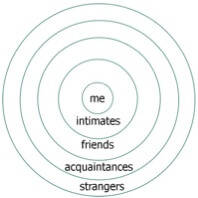 me
intimates
friends
acquaintances
strangers